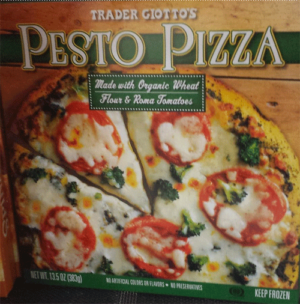 TRADER GIOTTO'S
PESTO PIZZA
Made with Organic Wheat
Flour & Roma Tomatoes
NET WT. 13.5 OZ (383g)
NO ARTIFICIAL COLORS OR FLAVORS • NO PRESERVATIVES
KEEP FROZEN